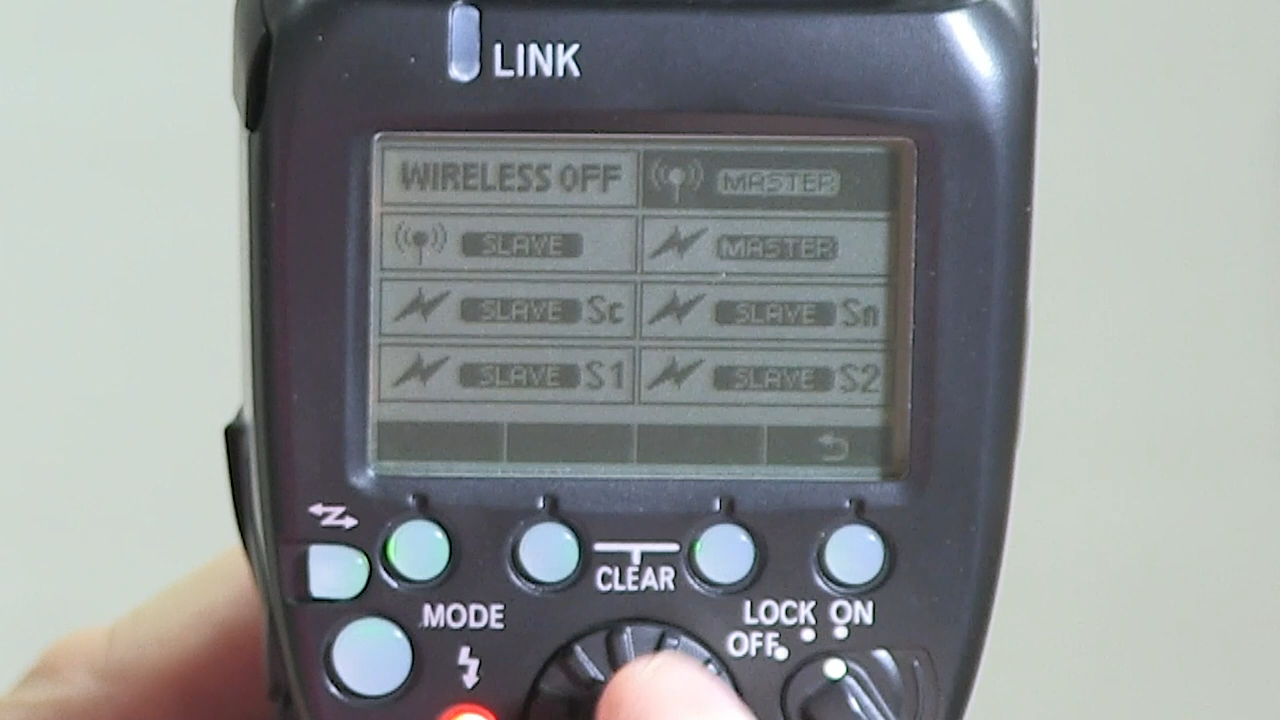 LINK
WIRELESS OFF MASTER
SLAVE MASTER
SLAVE Sc SLAVE Sn
SLAVE S1 SLAVE S2
CLEAR
MODE LOCK ON
OFF